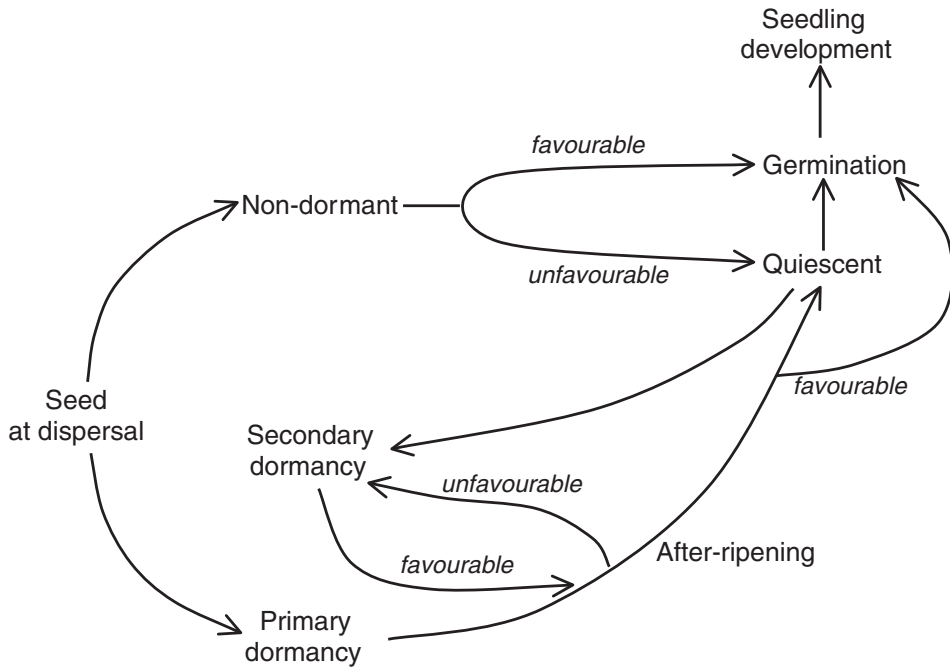 Seedling
development
favourable
Germination
Non-dormant
unfavourable
Quiescent
favourable
Seed
at dispersal
Secondary
dormancy
unfavourable
After-ripening
favourable
Primary
dormancy